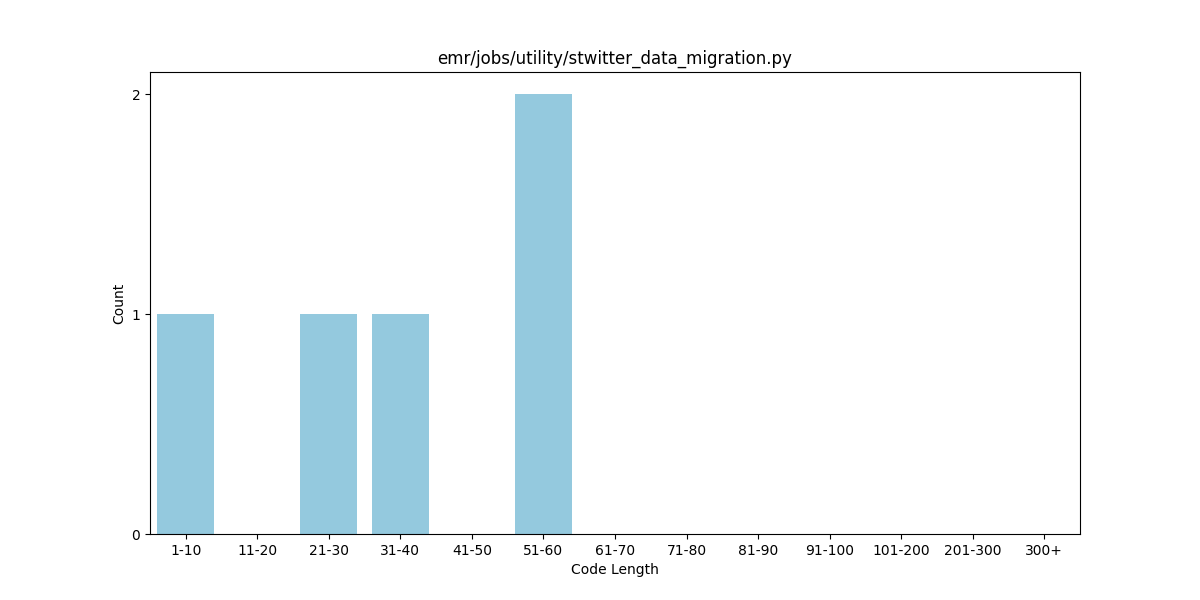 emr/jobs/utility/stwitter_data_migration.py
2
1
0
Count
1-10 11-20 21-30 31-40 41-50 51-60 61-70 71-80 81-90 91-100 101-200 201-300 300+
Code Length